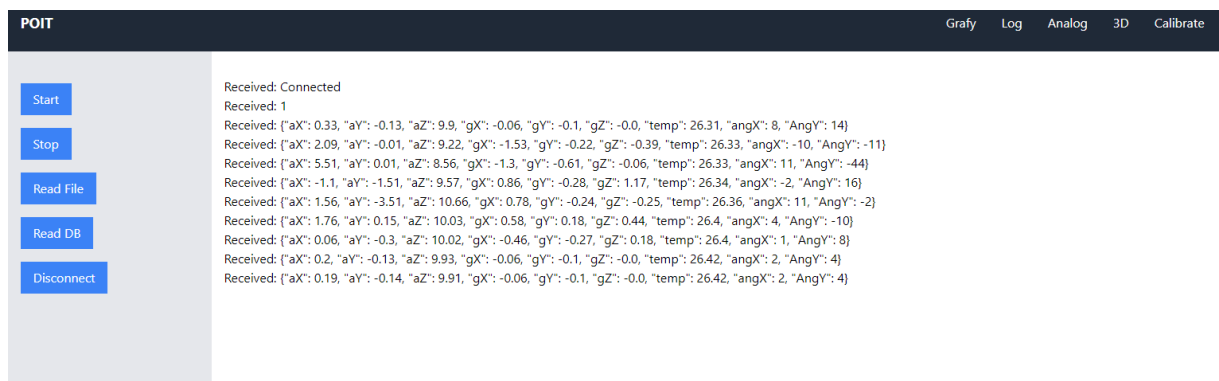 POIT
Grafy Log Analog 3D Calibrate
Start
Stop
Read File
Read DB
Disconnect
Received: Connected
Received: 1
Received: {"aX": 0.33, "aY": -0.13, "aZ": 9.9, "gX": -0.06, "gY": -0.1, "gZ": -0.0, "temp": 26.31, "angX": 8, "AngY": 14}
Received: {"aX": 2.09, "aY": -0.01, "aZ": 9.22, "gX": -1.53, "gY": -0.22, "gZ": -0.39, "temp": 26.33, "angX": -10, "AngY": -11}
Received: {"aX": 5.51, "aY": 0.01, "aZ": 8.56, "gX": -1.3, "gY": -0.61, "gZ": -0.06, "temp": 26.33, "angX": 11, "AngY": -44}
Received: {"aX": -1.1, "aY": -1.51, "aZ": 9.57, "gX": 0.86, "gY": -0.28, "gZ": 1.17, "temp": 26.34, "angX": -2, "AngY": 16}
Received: {"aX": 1.56, "aY": -3.51, "aZ": 10.66, "gX": 0.78, "gY": -0.24, "gZ": -0.25, "temp": 26.36, "angX": 11, "AngY": -2}
Received: {"aX": 1.76, "aY": 0.15, "aZ": 10.03, "gX": 0.58, "gY": 0.18, "gZ": 0.44, "temp": 26.4, "angX": 4, "AngY": -10}
Received: {"aX": 0.06, "aY": -0.3, "aZ": 10.02, "gX": -0.46, "gY": -0.27, "gZ": 0.18, "temp": 26.4, "angX": 1, "AngY": 8}
Received: {"aX": 0.2, "aY": -0.13, "aZ": 9.93, "gX": -0.06, "gY": -0.1, "gZ": -0.0, "temp": 26.42, "angX": 2, "AngY": 4}
Received: {"aX": 0.19, "aY": -0.14, "aZ": 9.91, "gX": -0.06, "gY": -0.1, "gZ": -0.0, "temp": 26.42, "angX": 2, "AngY": 4}